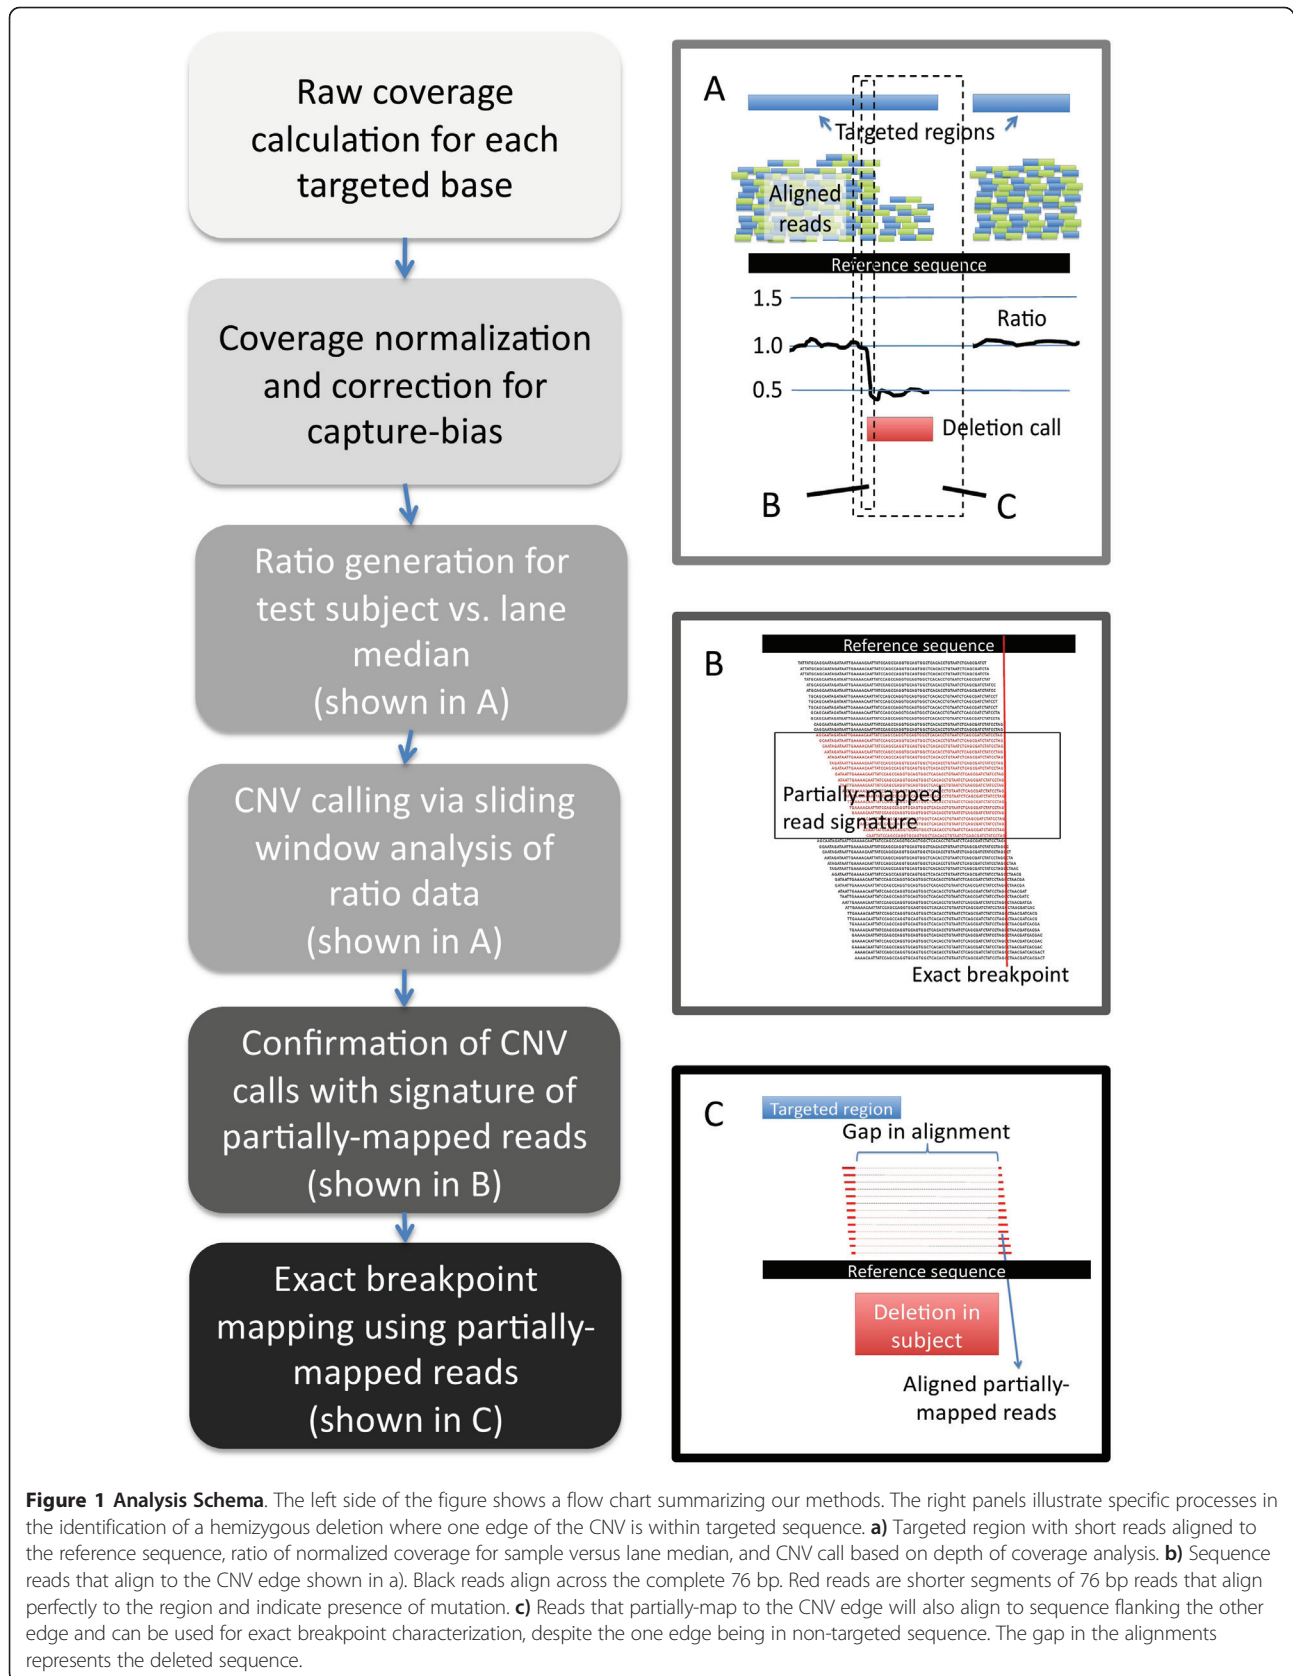 Raw coverage
calculation for each
targeted base
Coverage normalization
and correction for
capture-bias
Ratio generation for
test subject vs. lane
median
(shown in A)
CNV calling via sliding
window analysis of
ratio data
(shown in A)
Confirmation of CNV
calls with signature of
partially-mapped reads
(shown in B)
Exact breakpoint
mapping using partially-
mapped reads
(shown in C)
A
Targeted regions
Aligned
reads
Reference sequence
1.5
Ratio
1.0
0.5
Deletion call
B
C
B
Reference sequence
Partially-mapped
read signature
Exact breakpoint
C
Targeted region
Gap in alignment
Reference sequence
Deletion in
subject
Aligned partially-
mapped reads
Figure 1 Analysis Schema. The left side of the figure shows a flow chart summarizing our methods. The right panels illustrate specific processes in
the identification of a hemizygous deletion where one edge of the CNV is within targeted sequence. a) Targeted region with short reads aligned to
the reference sequence, ratio of normalized coverage for sample versus lane median, and CNV call based on depth of coverage analysis. b) Sequence
reads that align to the CNV edge shown in a). Black reads align across the complete 76 bp. Red reads are shorter segments of 76 bp reads that align
perfectly to the region and indicate presence of mutation. c) Reads that partially-map to the CNV edge will also align to sequence flanking the other
edge and can be used for exact breakpoint characterization, despite the one edge being in non-targeted sequence. The gap in the alignments
represents the deleted sequence.